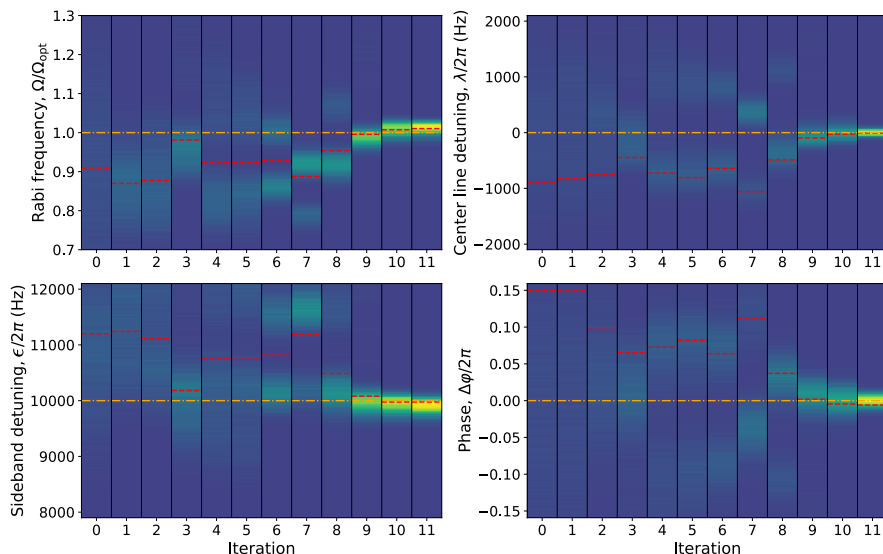 Rabi frequency, Ω/Ωopt
1.3
1.2
1.1
1.0
0.9
0.8
0.7
0 1 2 3 4 5 6 7 8 9 10 11
Center line detuning, λ/2π (Hz)
2000
1000
0
−1000
−2000
0 1 2 3 4 5 6 7 8 9 10 11
Sideband detuning, ϵ/2π (Hz)
12000
11000
10000
9000
8000
0 1 2 3 4 5 6 7 8 9 10 11
Iteration
Phase, Δφ/2π
0.15
0.10
0.05
0.00
−0.05
−0.10
−0.15
0 1 2 3 4 5 6 7 8 9 10 11
Iteration